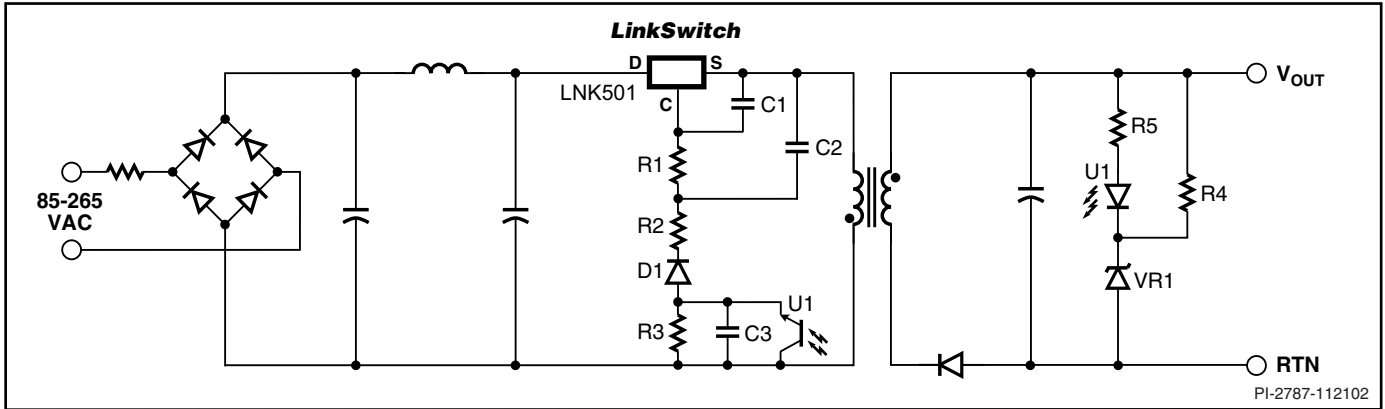 LinkSwitch
D
S
LNK501
C
C1
C2
R1
R2
D1
R3
C3
U1
85-265
VAC
VOUT
R5
U1
R4
VR1
RTN
PI-2787-112102